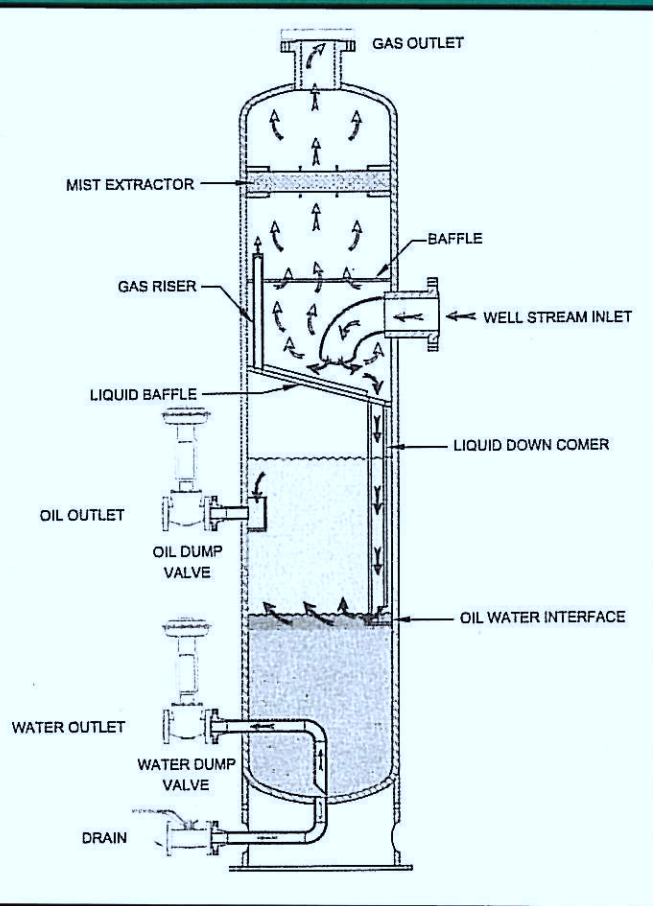 GAS OUTLET
MIST EXTRACTOR
BAFFLE
GAS RISER
WELL STREAM INLET
LIQUID BAFFLE
LIQUID DOWN COMER
OIL OUTLET
OIL DUMP
VALVE
OIL WATER INTERFACE
WATER OUTLET
WATER DUMP
VALVE
DRAIN